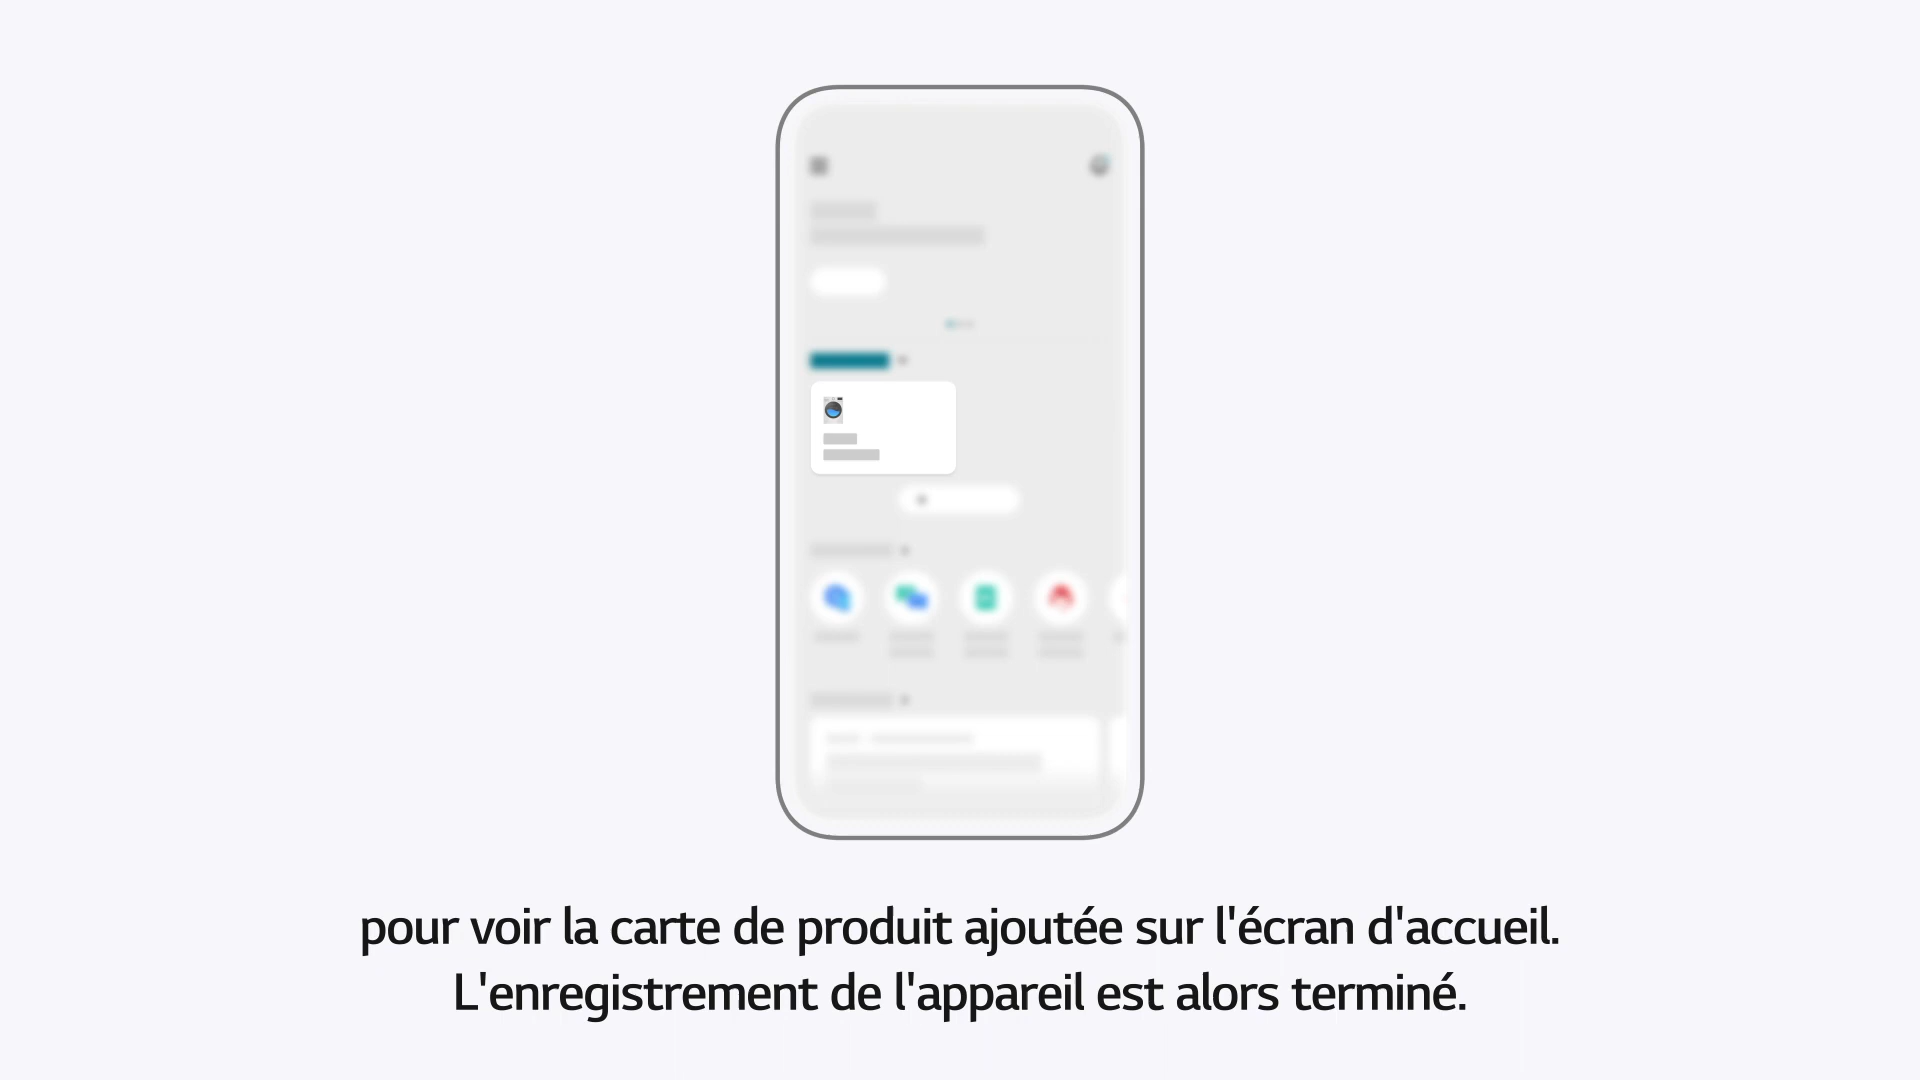 pour voir la carte de produit ajoutée sur l'écran d'accueil.
L'enregistrement de l'appareil est alors terminé.